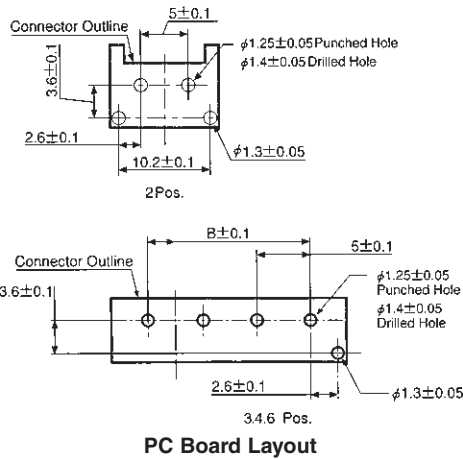 5±0.1
Connector Outline
ϕ1.25±0.05 Punched Hole
ϕ1.4±0.05 Drilled Hole
3.6±0.1
2.6±0.1
ϕ1.3±0.05
10.2±0.1
2Pos.
B±0.1
5±0.1
Connector Outline
ϕ1.25±0.05
Punched Hole
3.6±0.1
ϕ1.4±0.05
Drilled Hole
2.6±0.1
ϕ1.3±0.05
3.4.6 Pos.
PC Board Layout